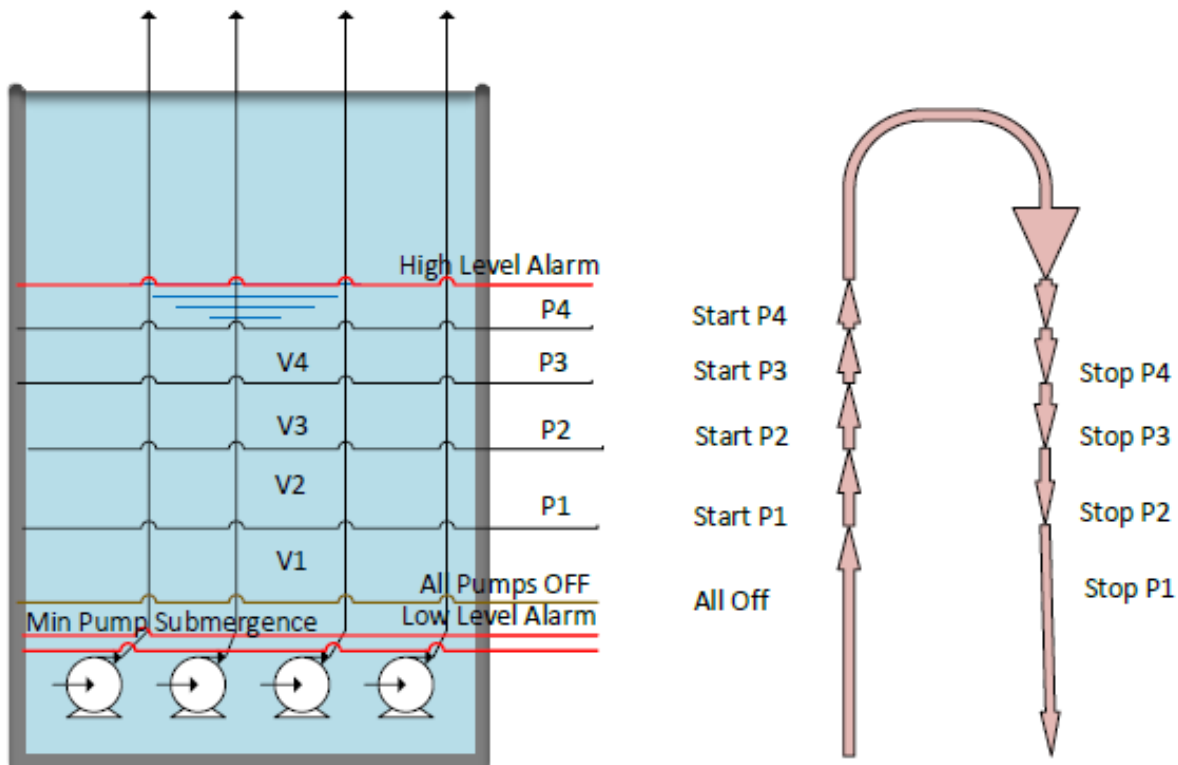 High Level Alarm
P4
Start P4
V4
P3
Start P3
Stop P4
V3
P2
Start P2
Stop P3
V2
P1
Start P1
Stop P2
V1
All Pumps OFF
All Off
Stop P1
Min Pump Submergence
Low Level Alarm